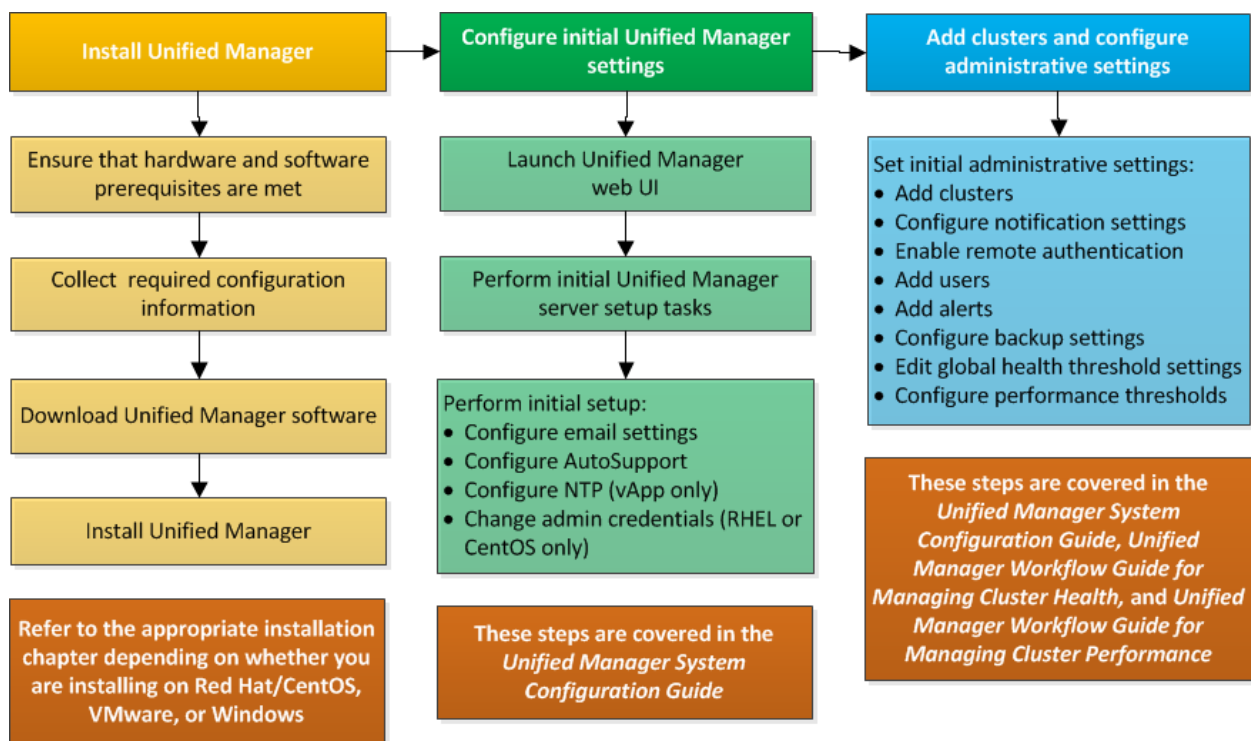 Install Unified Manager
Ensure that hardware and software
prerequisites are met
Collect required configuration
information
Download Unified Manager software
Install Unified Manager
Refer to the appropriate installation
chapter depending on whether you
are installing on Red Hat/CentOS,
VMware, or Windows
Configure initial Unified Manager
settings
Launch Unified Manager
web UI
Perform initial Unified Manager
server setup tasks
Perform initial setup:
• Configure email settings
• Configure AutoSupport
• Configure NTP (vApp only)
• Change admin credentials (RHEL or
CentOS only)
These steps are covered in the
Unified Manager System
Configuration Guide
Add clusters and configure
administrative settings
Set initial administrative settings:
• Add clusters
• Configure notification settings
• Enable remote authentication
• Add users
• Add alerts
• Configure backup settings
• Edit global health threshold settings
• Configure performance thresholds
These steps are covered in the
Unified Manager System
Configuration Guide, Unified
Manager Workflow Guide for
Managing Cluster Health, and Unified
Manager Workflow Guide for
Managing Cluster Performance